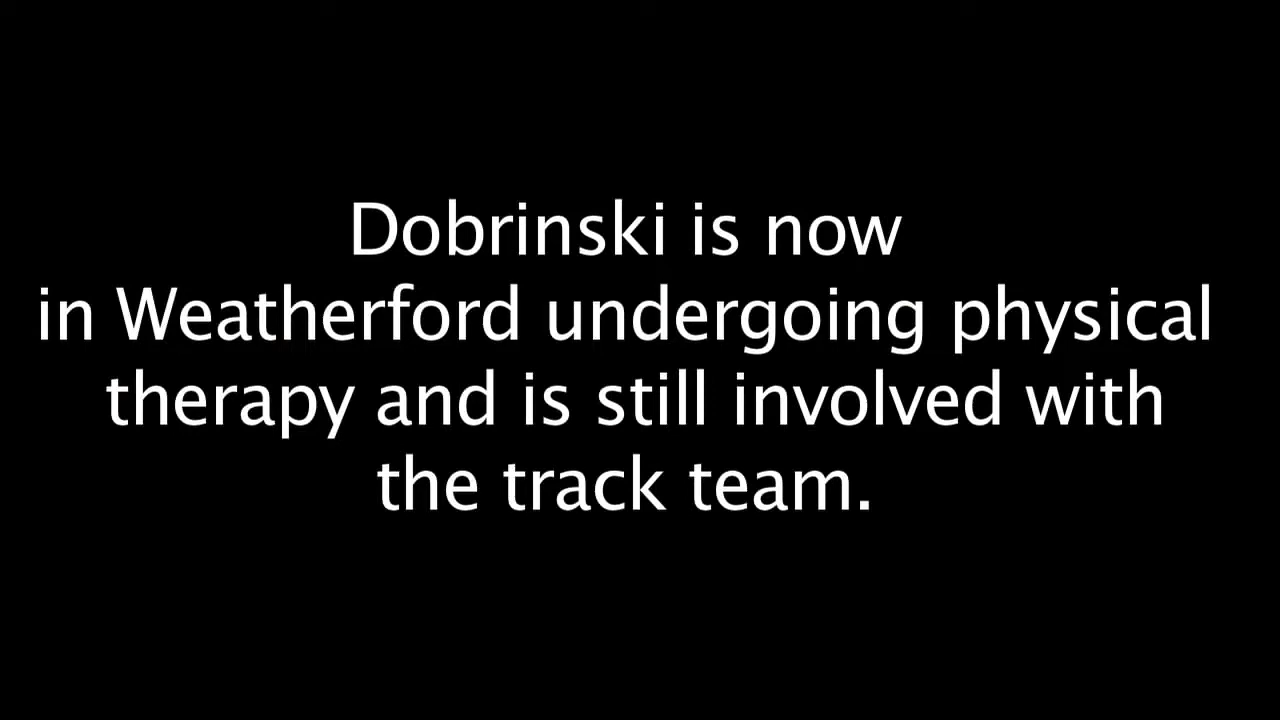 Dobrinski is now
in Weatherford undergoing physical
therapy and is still involved with
the track team.